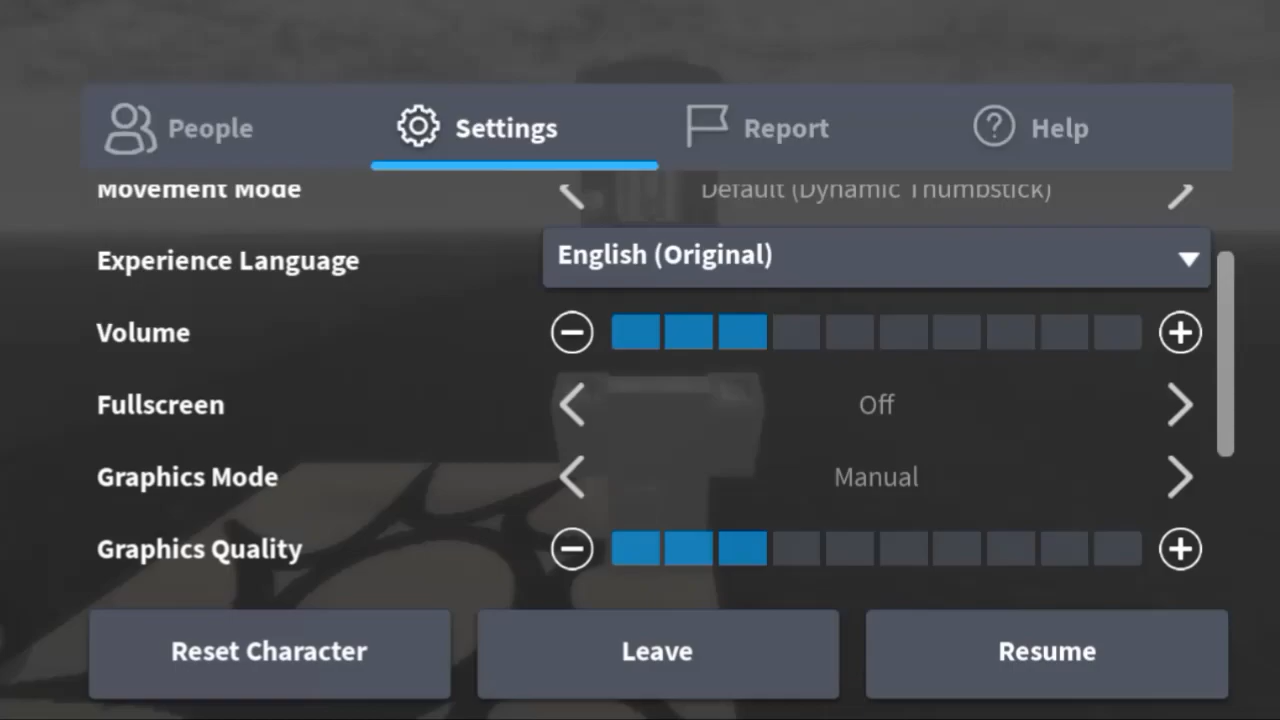 People
Settings
Report
Help
Movement Mode
Default (Dynamic Thumbstick)
Experience Language
English (Original)
Volume
Fullscreen
Off
Graphics Mode
Manual
Graphics Quality
Reset Character
Leave
Resume